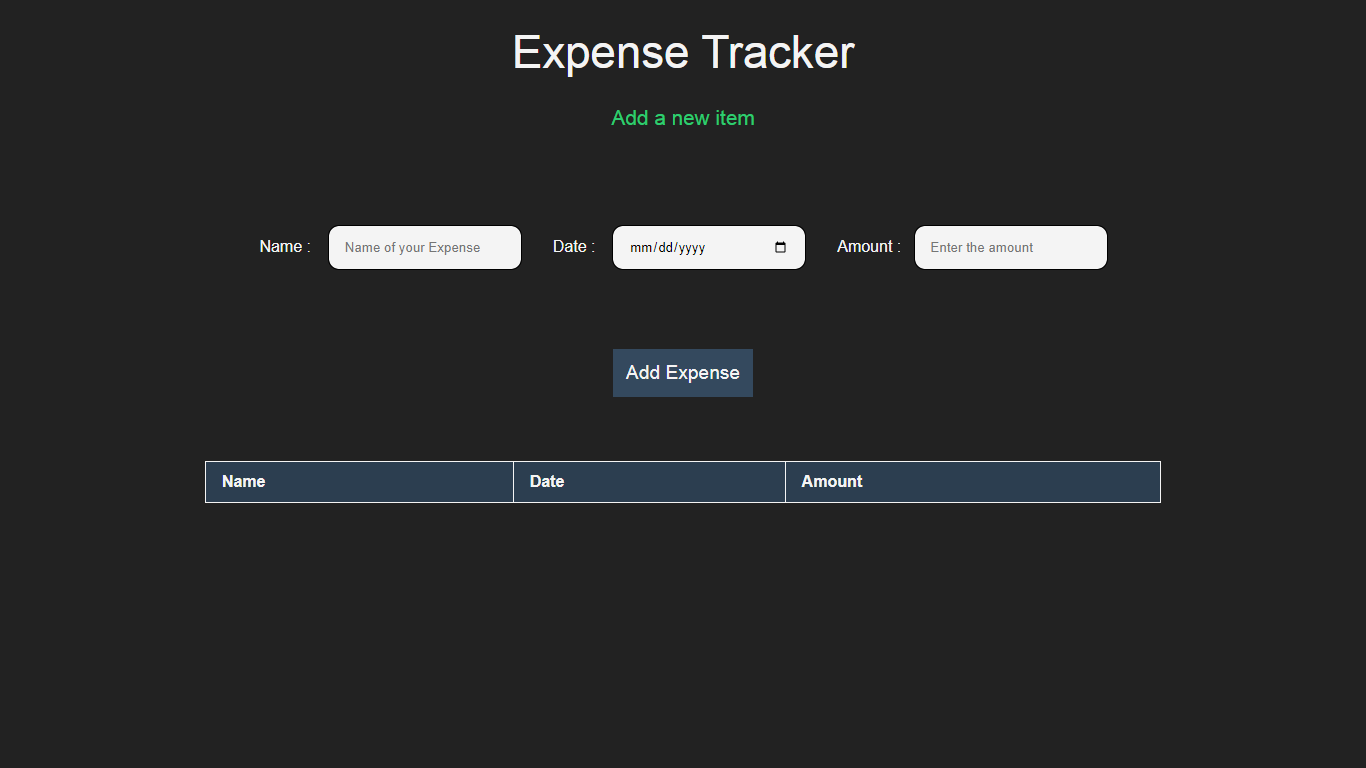 Expense Tracker
Add a new item
Name : Name of your Expense Date : mm/dd/yyyy Amount : Enter the amount
Add Expense
Name Date Amount